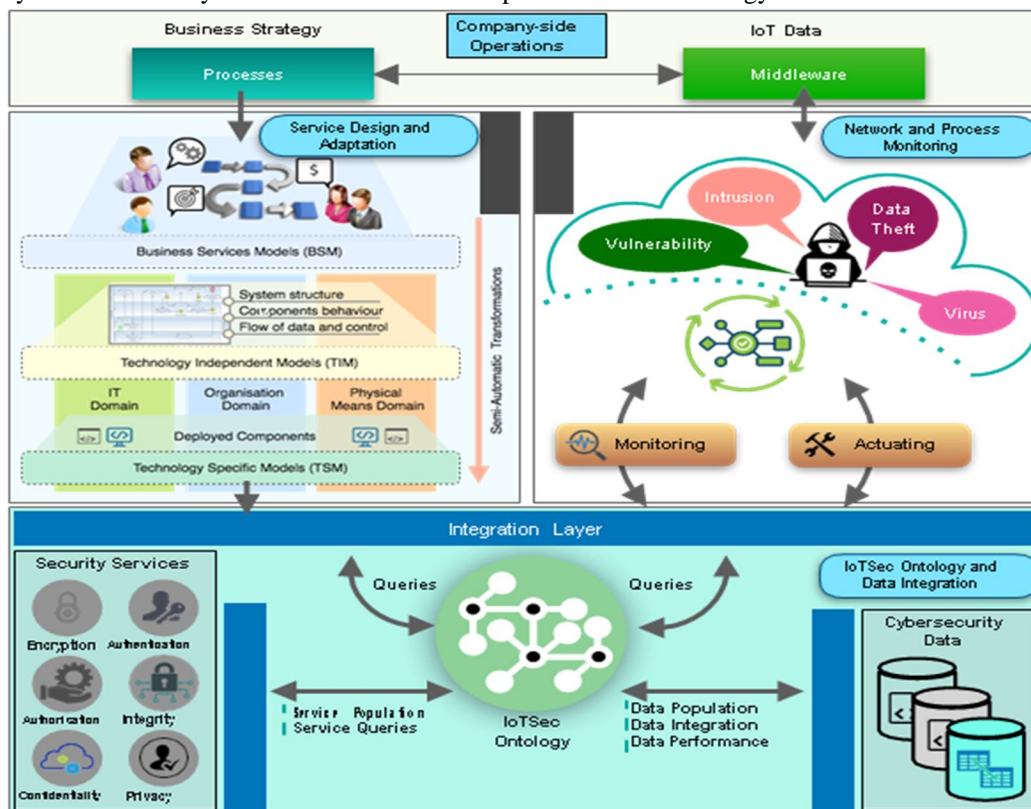 Business Strategy
Company-side
Operations
IoT Data
Processes
Middleware
Service Design and
Adaptation
$
Business Services Models (BSM)
System structure
Components behaviour
Flow of data and control
Technology Independent Models (TIM)
IT
Domain
Organisation
Domain
Physical
Means Domain
Deployed Components
Technology Specific Models (TSM)
Semi-Automatic Transformations
Network and Process
Monitoring
Intrusion
Data
Theft
Vulnerability
Virus
Monitoring
Actuating
Integration Layer
Security Services
Encryption
Authentication
Authorization
Integrity
Confidentiality
Privacy
Queries
Queries
Service Population
Service Queries
IoTSec
Ontology
Data Population
Data Integration
Data Performance
IoTSec Ontology and
Data Integration
Cybersecurity
Data